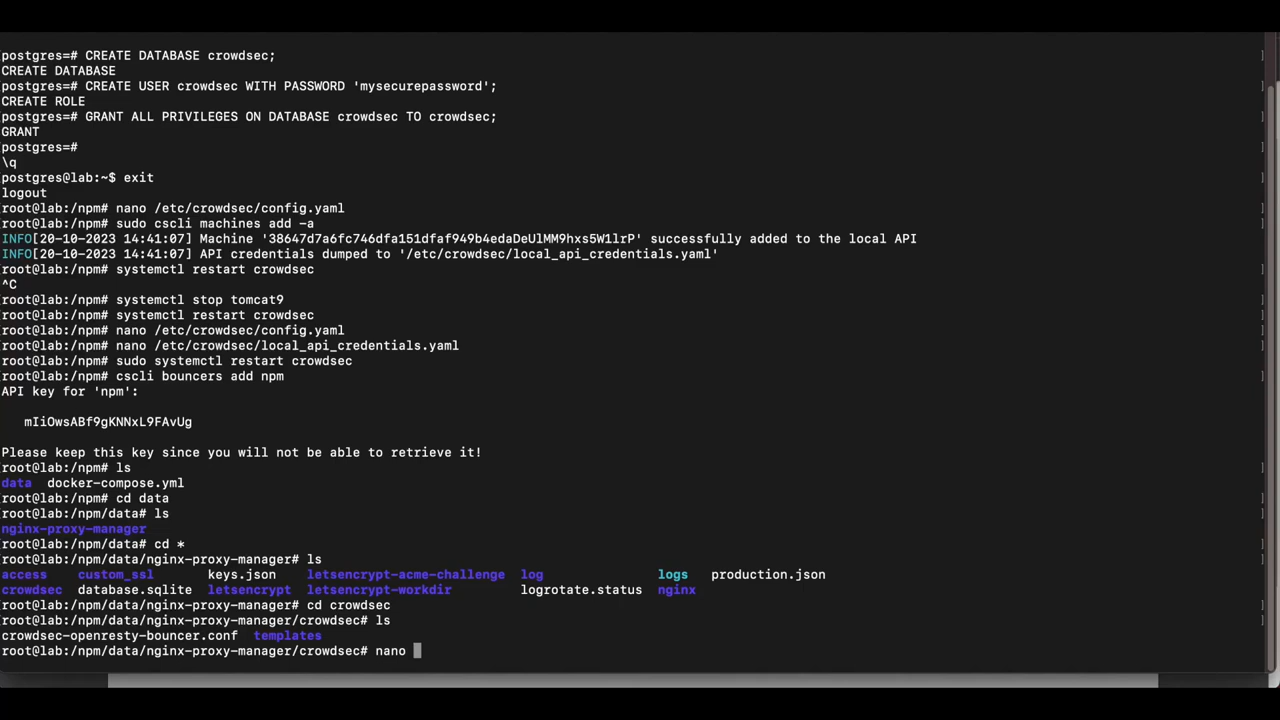 postgres=# CREATE DATABASE crowdsec;
CREATE DATABASE
postgres=# CREATE USER crowdsec WITH PASSWORD 'mysecurepassword';
CREATE ROLE
postgres=# GRANT ALL PRIVILEGES ON DATABASE crowdsec TO crowdsec;
GRANT
postgres=#
\q
postgres@lab:~$ exit
logout
root@lab:/npm# nano /etc/crowdsec/config.yaml
root@lab:/npm# sudo cscli machines add -a
INFO[20-10-2023 14:41:07] Machine '38647d7a6fc746dfa151dfaf949b4edaDeUlMM9hxs5W1lrP' successfully added to the local API
INFO[20-10-2023 14:41:07] API credentials dumped to '/etc/crowdsec/local_api_credentials.yaml'
root@lab:/npm# systemctl restart crowdsec
^C
root@lab:/npm# systemctl stop tomcat9
root@lab:/npm# systemctl restart crowdsec
root@lab:/npm# nano /etc/crowdsec/config.yaml
root@lab:/npm# nano /etc/crowdsec/local_api_credentials.yaml
root@lab:/npm# sudo systemctl restart crowdsec
root@lab:/npm# cscli bouncers add npm
API key for 'npm':
mIiOwsABf9gKNNxL9FAvUg
Please keep this key since you will not be able to retrieve it!
root@lab:/npm# ls
data docker-compose.yml
root@lab:/npm# cd data
root@lab:/npm/data# ls
nginx-proxy-manager
root@lab:/npm/data# cd *
root@lab:/npm/data/nginx-proxy-manager# ls
access custom_ssl keys.json letsencrypt-acme-challenge log logs production.json
crowdsec database.sqlite letsencrypt letsencrypt-workdir logrotate.status nginx
root@lab:/npm/data/nginx-proxy-manager# cd crowdsec
root@lab:/npm/data/nginx-proxy-manager/crowdsec# ls
crowdsec-openresty-bouncer.conf templates
root@lab:/npm/data/nginx-proxy-manager/crowdsec# nano